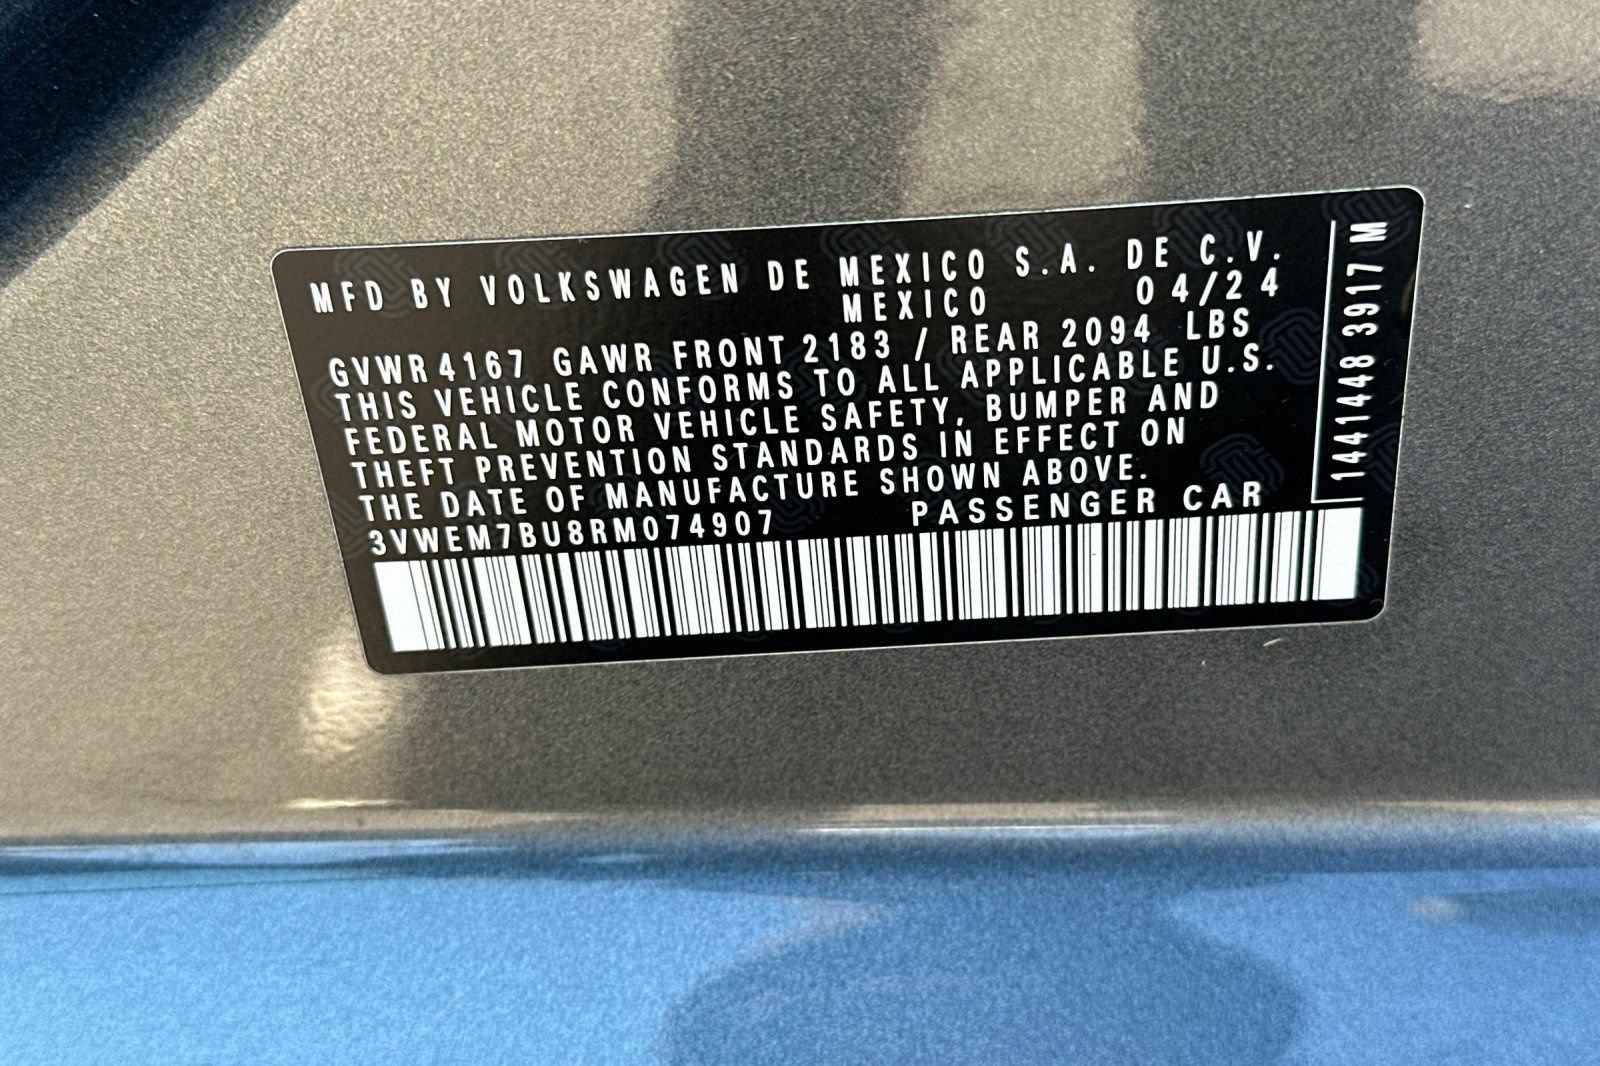 MFD BY VOLKSWAGEN DE MEXICO S.A. DE C.V.
MEXICO 04/24
GVWR 4167 GAWR FRONT 2183 / REAR 2094 LBS
THIS VEHICLE CONFORMS TO ALL APPLICABLE U.S.
FEDERAL MOTOR VEHICLE SAFETY, BUMPER AND
THEFT PREVENTION STANDARDS IN EFFECT ON
THE DATE OF MANUFACTURE SHOWN ABOVE.
3VWEM7BU8RM074907 PASSENGER CAR
1441448 3917 M